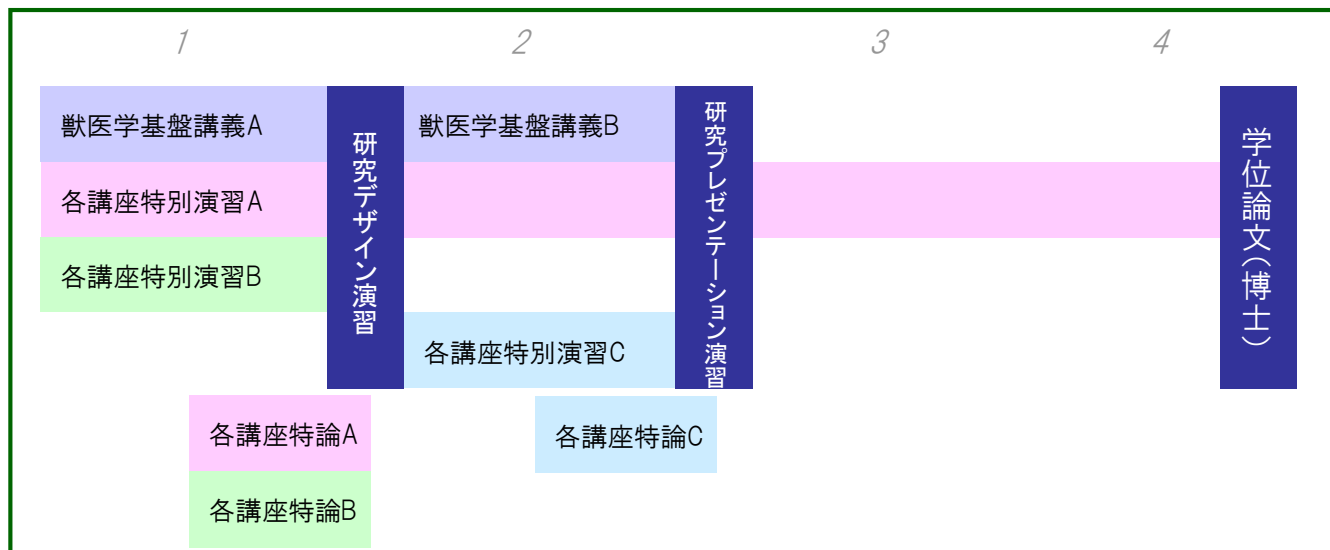 1 2 3 4
獣医学基盤講義A
研究デザイン演習
獣医学基盤講義B
研究プレゼンテーション演習
学位論文(博士)
各講座特別演習A
各講座特別演習B
各講座特別演習C
各講座特論A
各講座特論C
各講座特論B